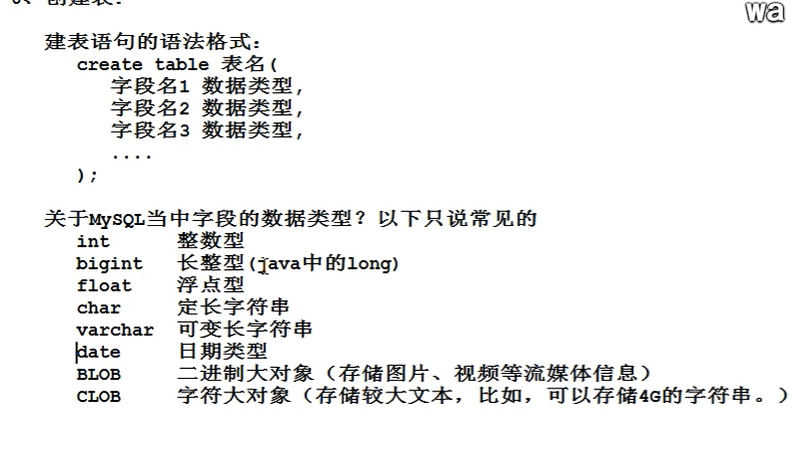 创建表:
wa
建表语句的语法格式:
create table 表名(
字段名1 数据类型,
字段名2 数据类型,
字段名3 数据类型,
....
);
关于MySQL当中字段的数据类型？以下只说常见的
int 整数型
bigint 长整型(java中的long)
float 浮点型
char 定长字符串
varchar 可变长字符串
date 日期类型
BLOB 二进制大对象（存储图片、视频等流媒体信息）
CLOB 字符大对象（存储较大文本，比如，可以存储4G的字符串。）